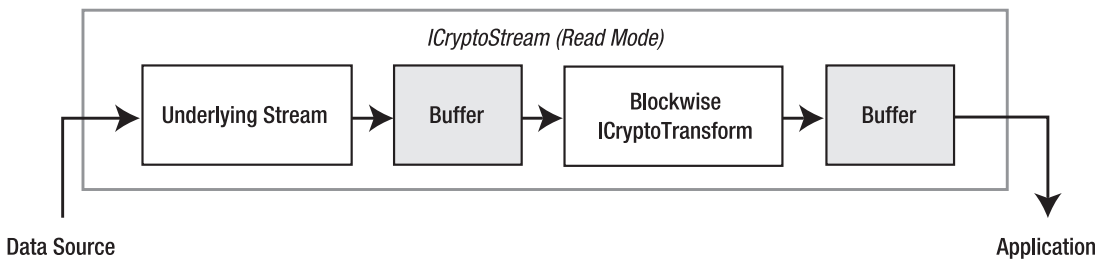 ICryptoStream (Read Mode)
Underlying Stream
Buffer
Blockwise
ICryptoTransform
Buffer
Data Source
Application